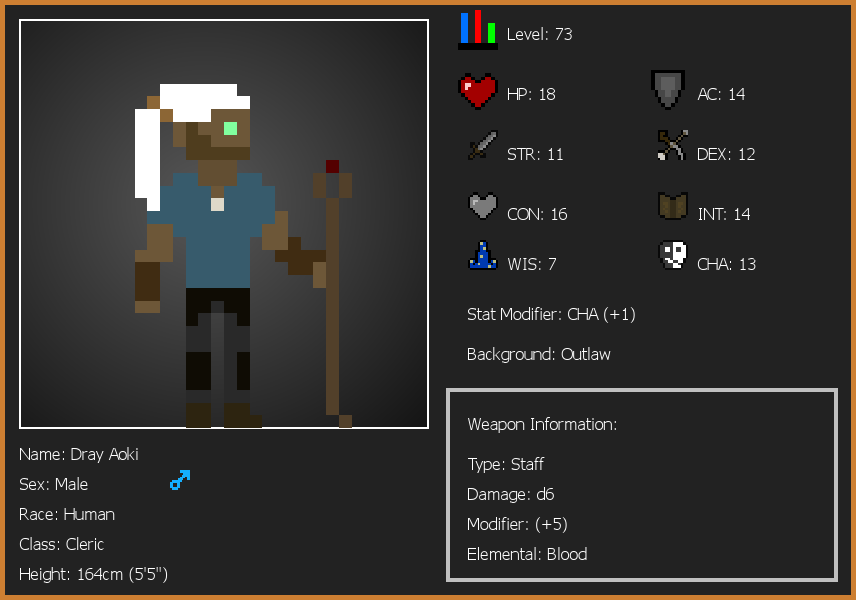 Level: 73
HP: 18
AC: 14
STR: 11
DEX: 12
CON: 16
INT: 14
WIS: 7
CHA: 13
Stat Modifier: CHA (+1)
Background: Outlaw
Weapon Information:
Type: Staff
Damage: d6
Modifier: (+5)
Elemental: Blood
Name: Dray Aoki
Sex: Male
Race: Human
Class: Cleric
Height: 164cm (5'5")